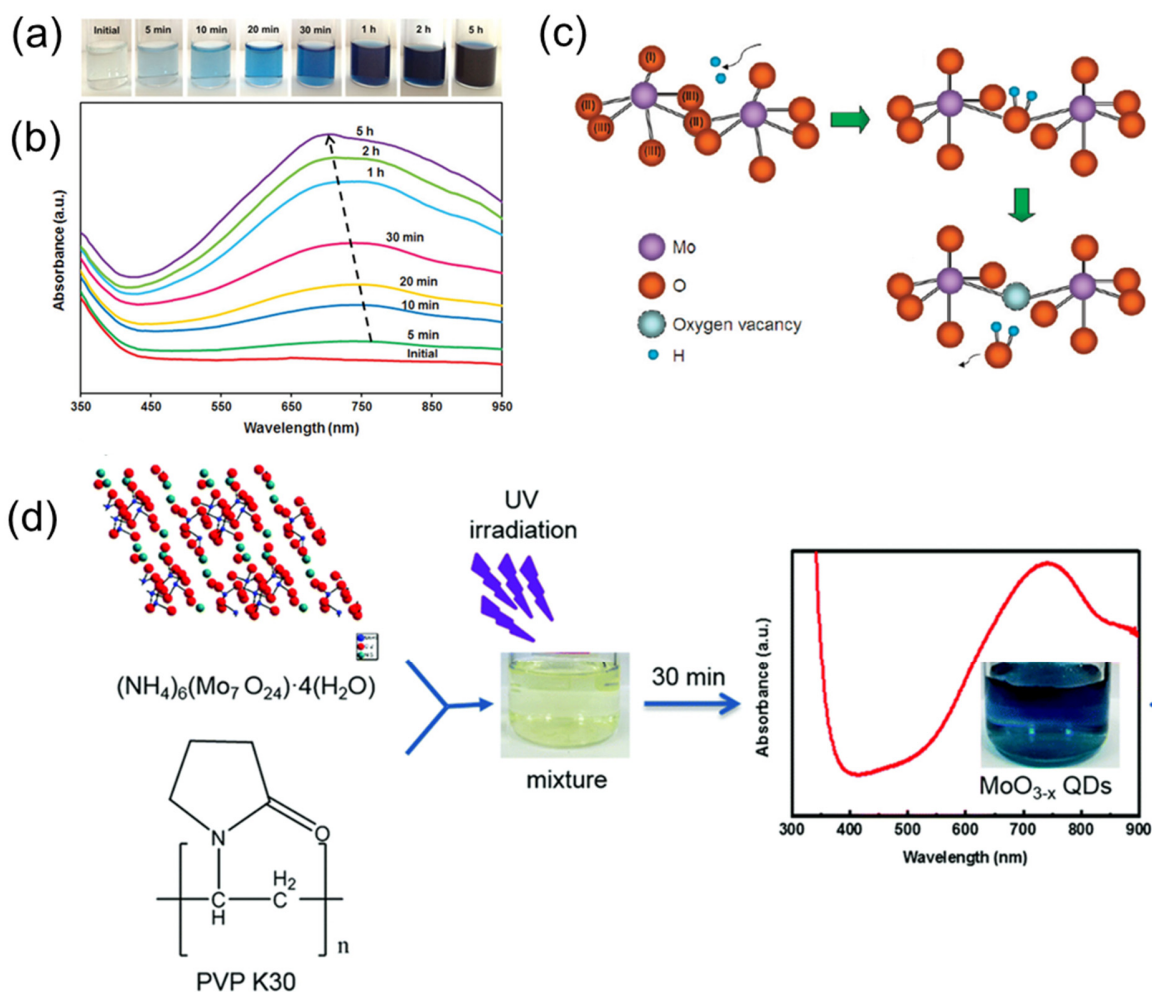 (a)
Initial 5 min 10 min 20 min 30 min 1 h 2 h 5 h
(b)
Absorbance (a.u.)
5 h
2 h
1 h
30 min
20 min
10 min
5 min
Initial
350 450 550 650 750 850 950
Wavelength (nm)
(c)
(I)
(II)
(III)
(III)
(II)
(III)
Mo
O
Oxygen vacancy
H
(d)
(NH4)6(Mo7 O24)·4(H2O)
N
O
C
H
H2
C
n
PVP K30
UV
irradiation
mixture
30 min
Absorbance (a.u.)
MoO3-x QDs
300 400 500 600 700 800 900
Wavelength (nm)